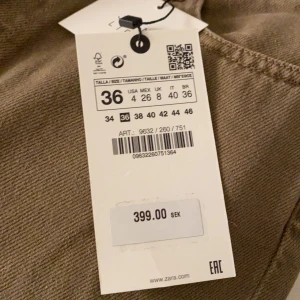 TALLA / SIZE / TAMANHO / TAILLE / MAAT /
36
USA MEX UK IT BR
4 26 8 40 36
34 36 38 40 42 44 46
ART.: 9632 / 260 / 751
09632260751364
399.00 SEK
www.zara.com
EAC